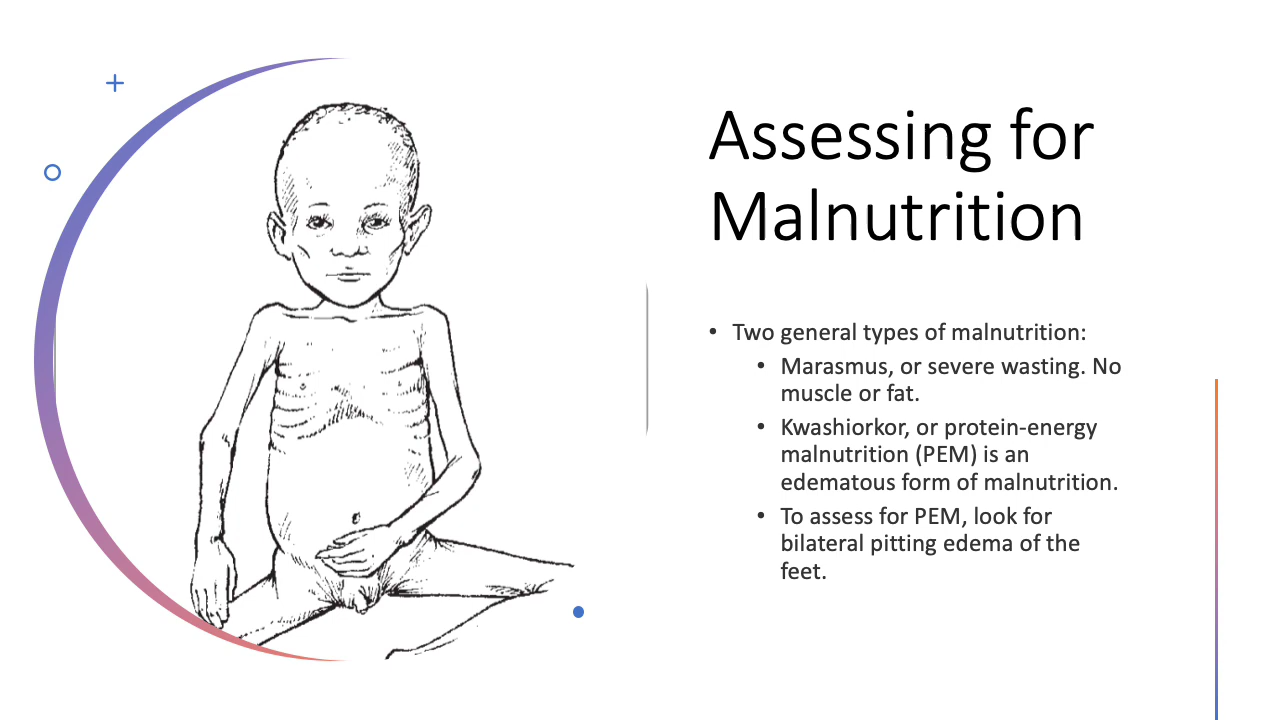 Assessing for
Malnutrition
• Two general types of malnutrition:
• Marasmus, or severe wasting. No
muscle or fat.
• Kwashiorkor, or protein-energy
malnutrition (PEM) is an
edematous form of malnutrition.
• To assess for PEM, look for
bilateral pitting edema of the
feet.